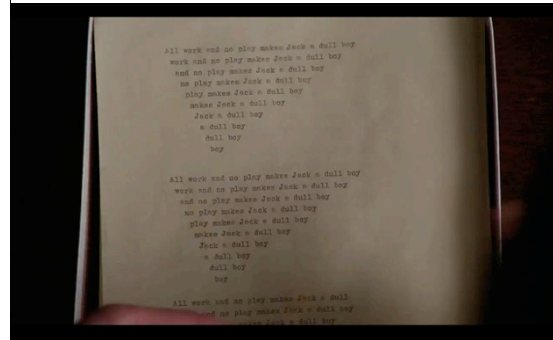 All work and no play makes Jack a dull boy
work and no play makes Jack a dull boy
and no play makes Jack a dull boy
no play makes Jack a dull boy
play makes Jack a dull boy
makes Jack a dull boy
Jack a dull boy
a dull boy
dull boy
boy
All work and no play makes Jack a dull boy
work and no play makes Jack a dull boy
and no play makes Jack a dull boy
no play makes Jack a dull boy
play makes Jack a dull boy
makes Jack a dull boy
Jack a dull boy
a dull boy
dull boy
boy
All work and no play makes Jack a dull
and no play makes Jack a dull boy
makes Jack a dull boy